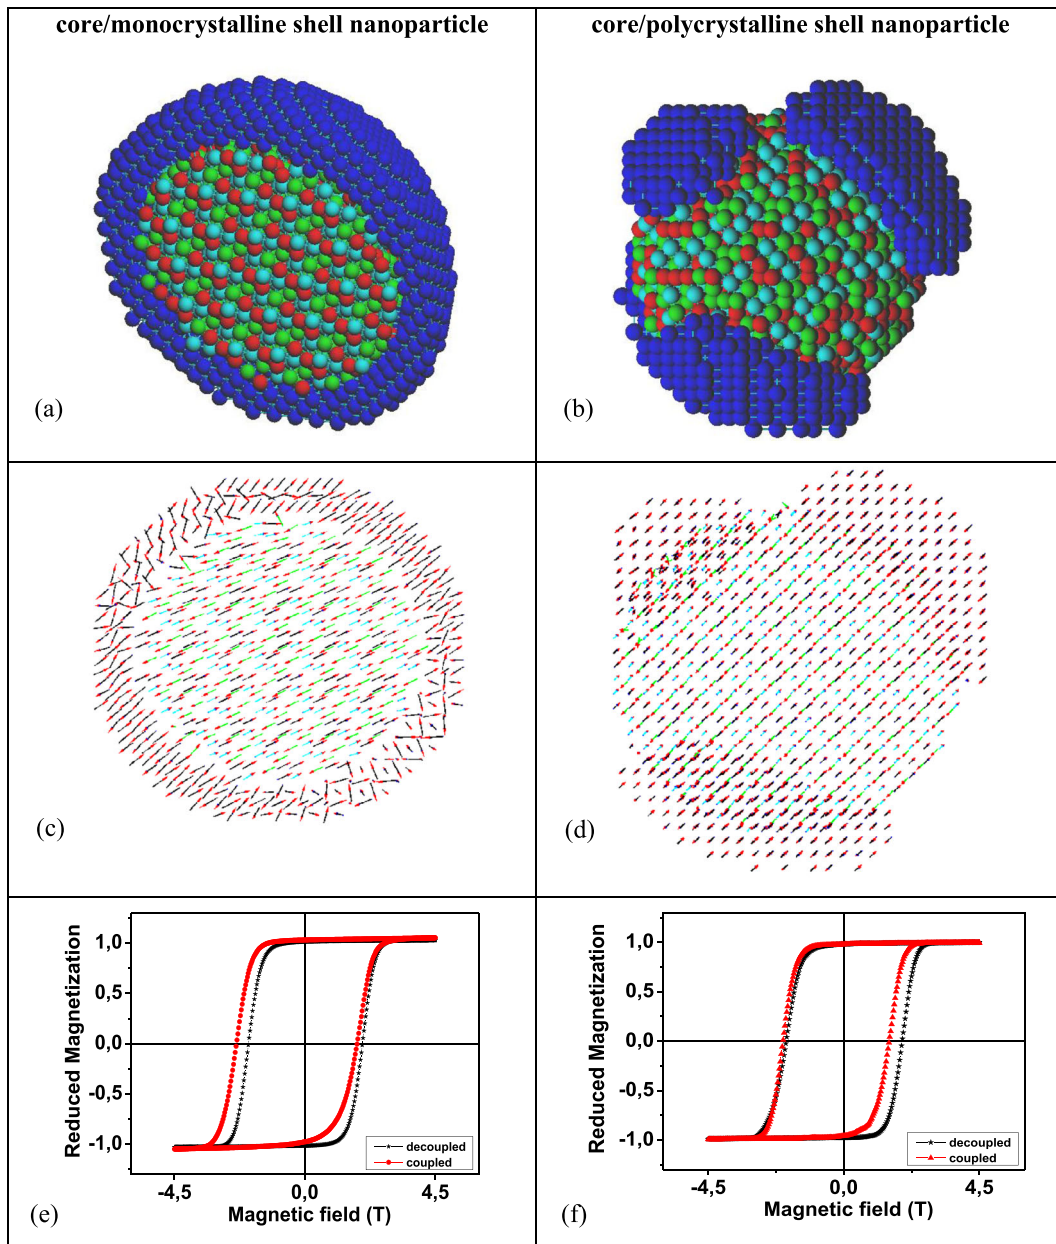 core/monocrystalline shell nanoparticle
core/polycrystalline shell nanoparticle
(a)
(b)
(c)
(d)
Reduced Magnetization
1,0
0,5
0,0
-0,5
-1,0
decoupled
coupled
-4,5
0,0
4,5
Magnetic field (T)
(e)
Reduced Magnetization
1,0
0,5
0,0
-0,5
-1,0
decoupled
coupled
-4,5
0,0
4,5
Magnetic field (T)
(f)